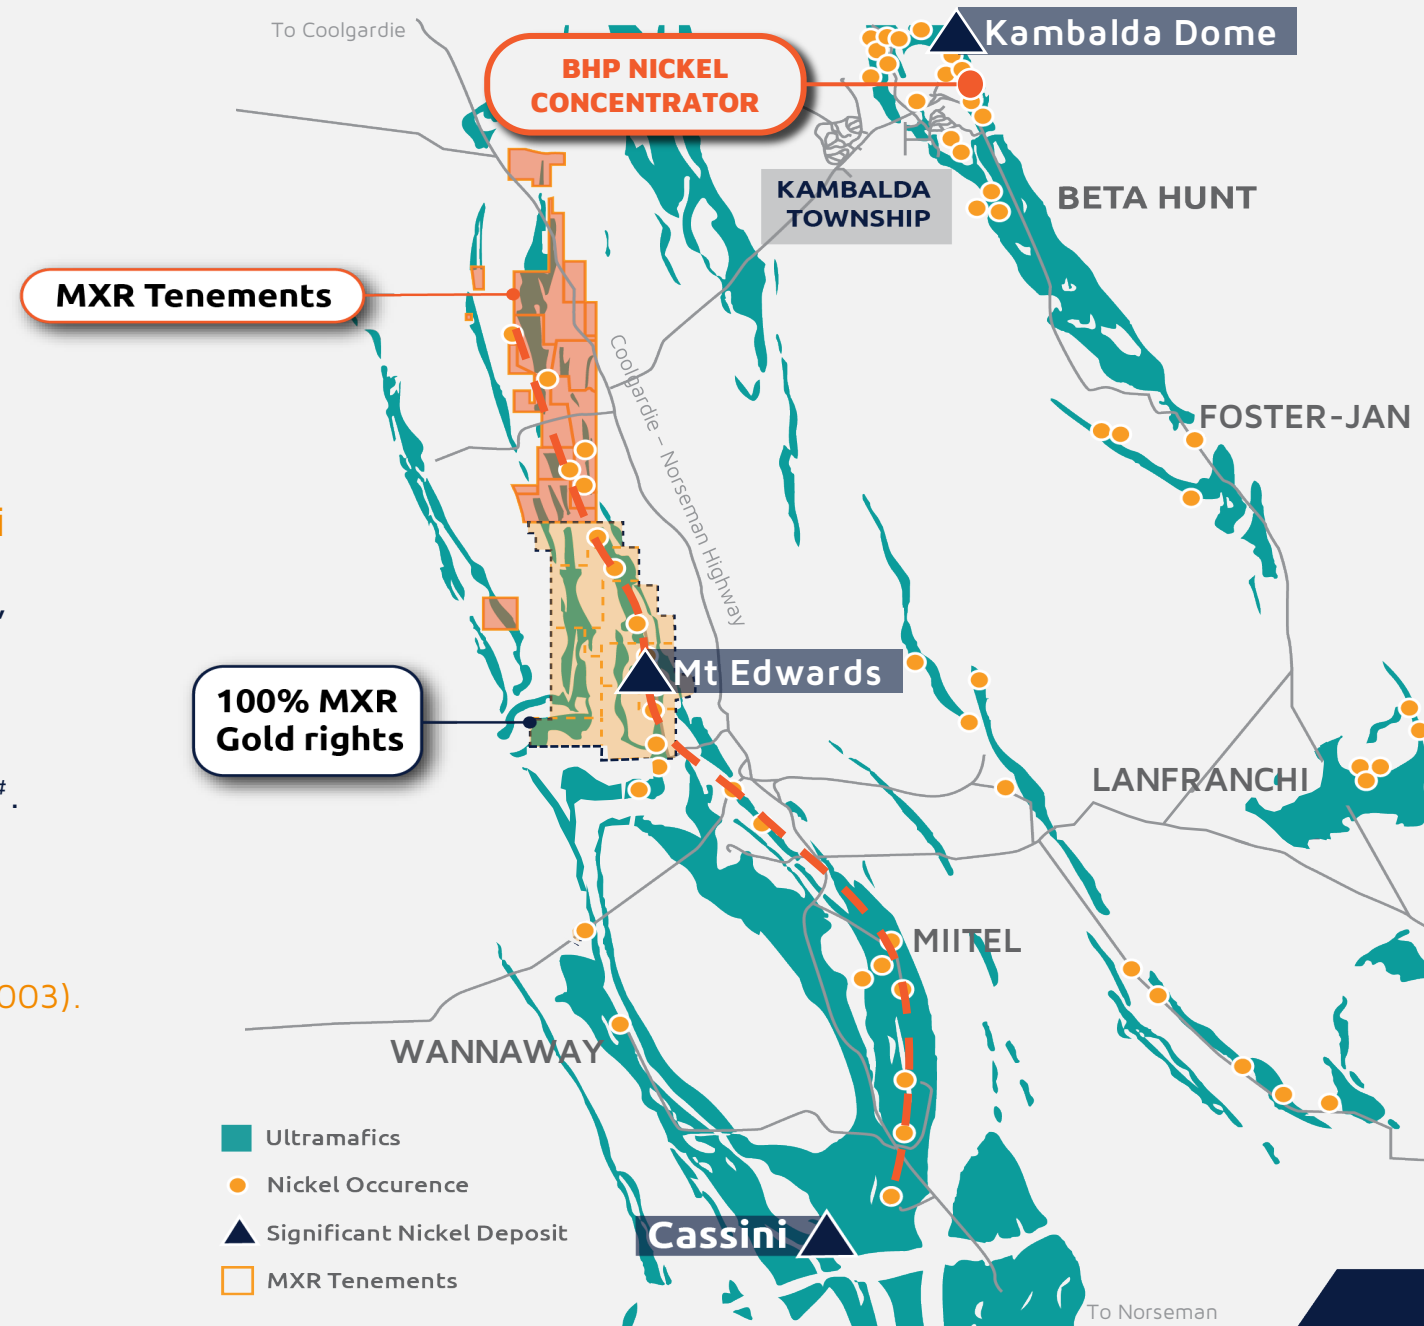 To Coolgardie
Kambalda Dome
BHP NICKEL
CONCENTRATOR
KAMBALDA
TOWNSHIP
BETA HUNT
MXR Tenements
Coolgardie – Norseman Highway
FOSTER-JAN
i
,
Mt Edwards
100% MXR
Gold rights
LANFRANCHI
# .
MIITEL
003).
WANNAWAY
Ultramafics
Nickel Occurence
Significant Nickel Deposit
MXR Tenements
Cassini
To Norseman